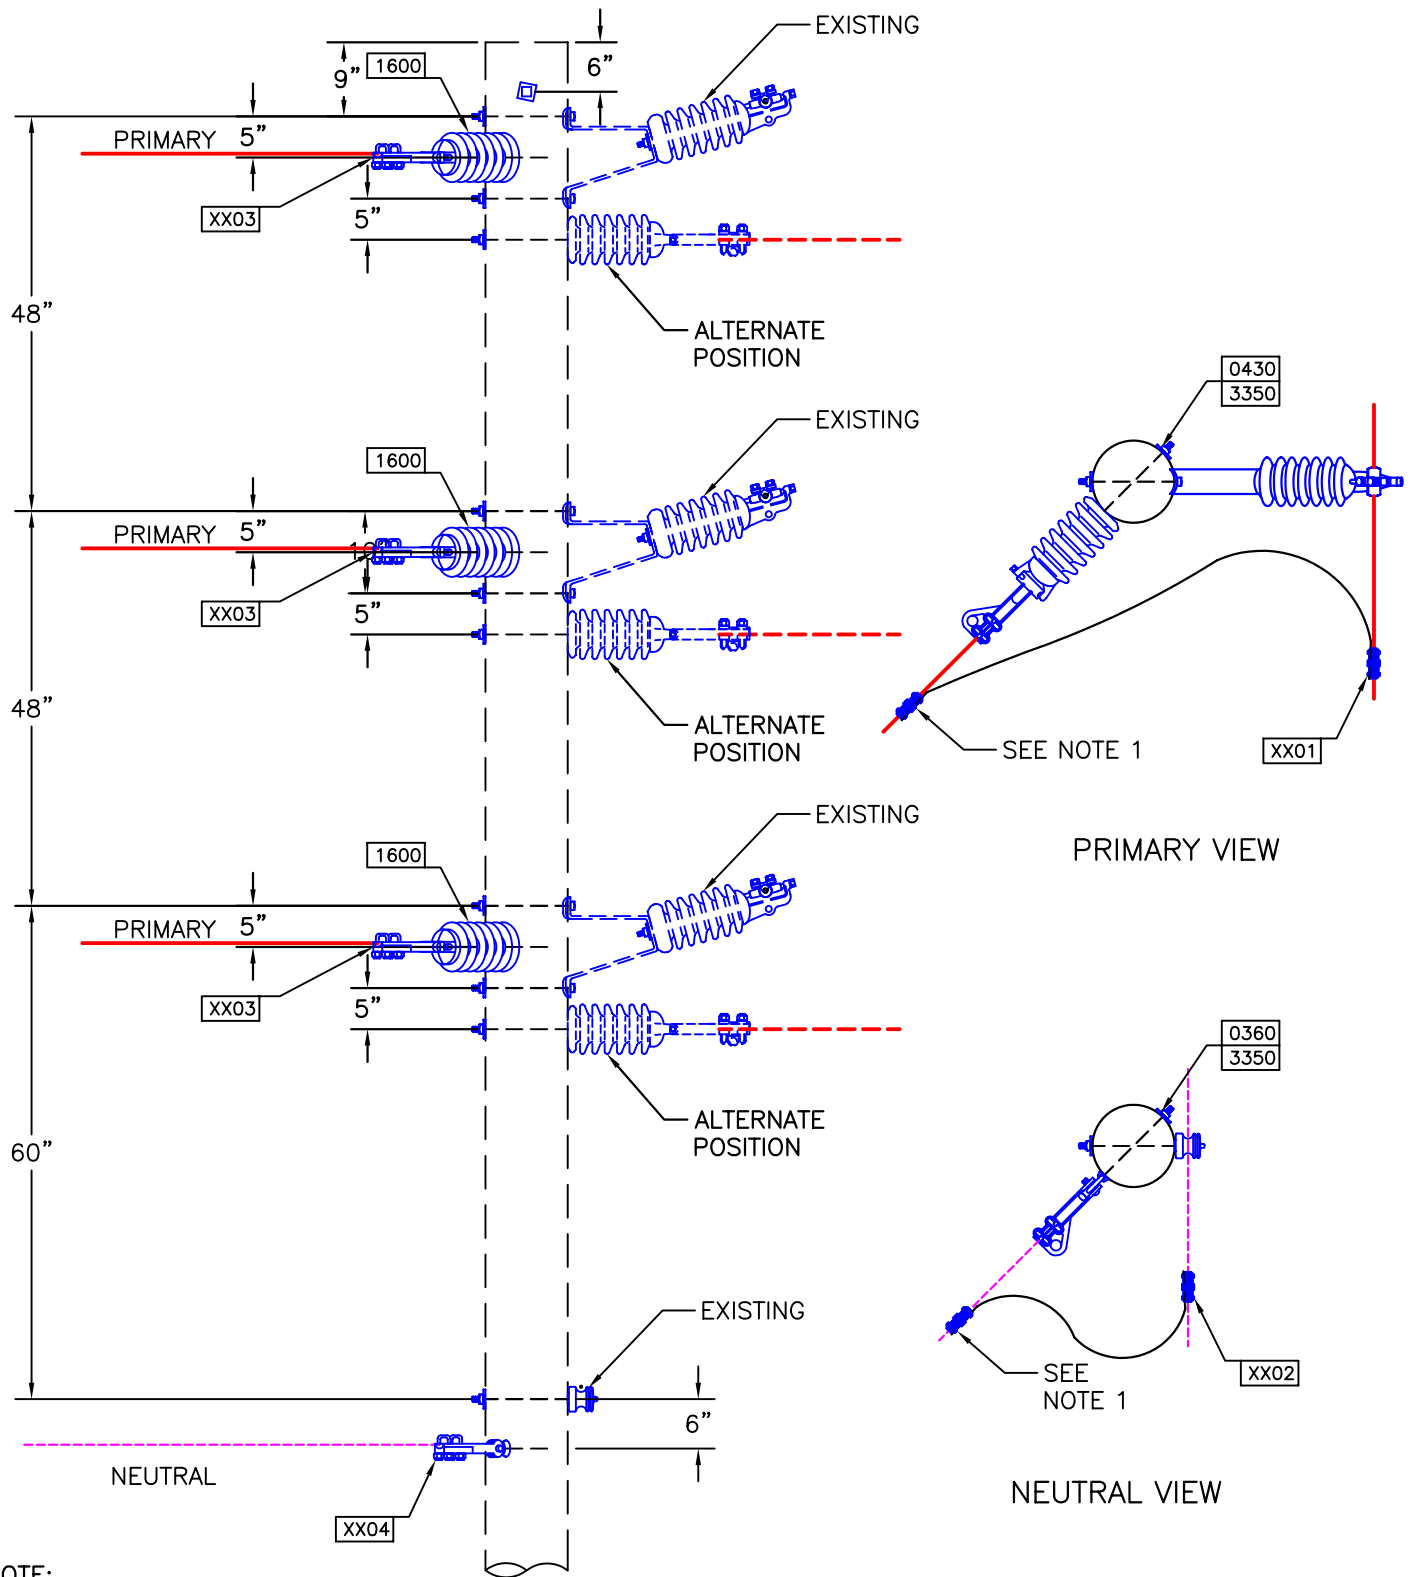 EXISTING
9”
1600
6”
PRIMARY 5”
XX03
5”
48”
ALTERNATE
POSITION
0430
3350
EXISTING
1600
PRIMARY 5”
XX03
5”
48”
ALTERNATE
POSITION
SEE NOTE 1
XX01
EXISTING
PRIMARY VIEW
1600
PRIMARY 5”
XX03
5”
0360
3350
ALTERNATE
POSITION
60”
EXISTING
SEE
NOTE 1
XX02
6”
NEUTRAL
NEUTRAL VIEW
XX04
OTE: